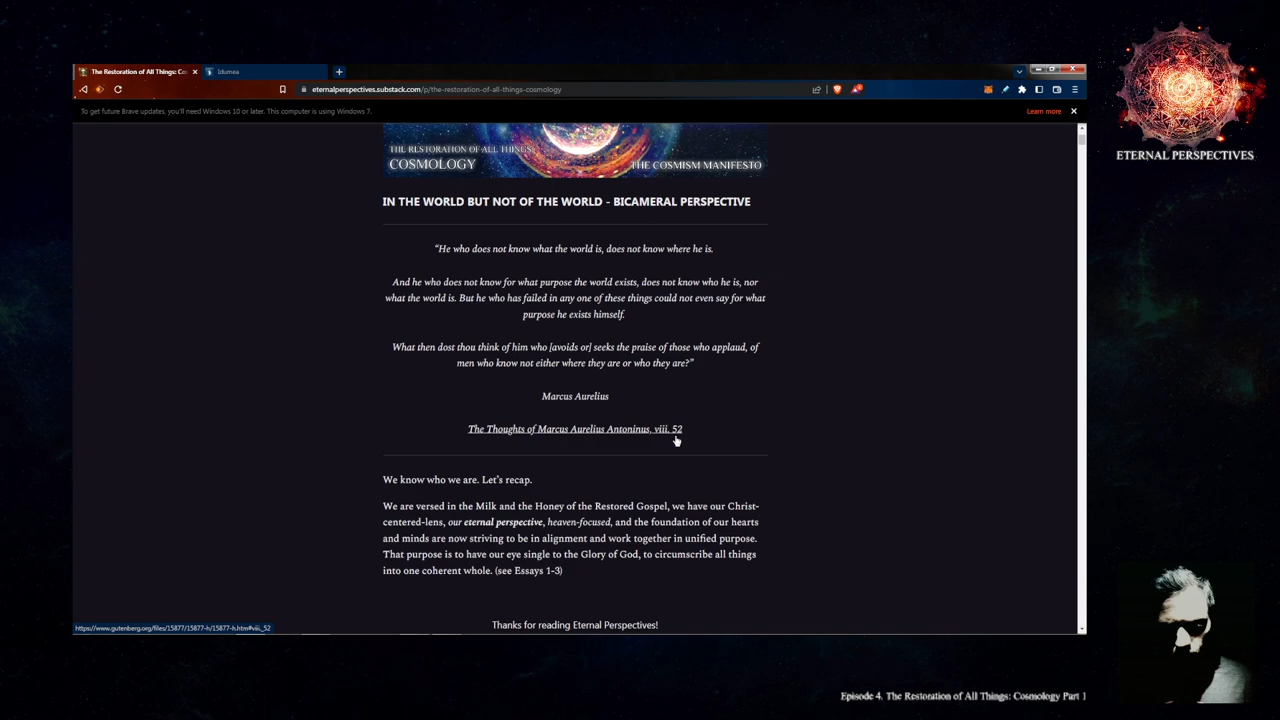 The Restoration of All Things: Co
Idumea
eternalperspectives.substack.com/p/the-restoration-of-all-things-cosmology
To get future Brave updates, you'll need Windows 10 or later. This computer is using Windows 7.
Learn more
ETERNAL PERSPECTIVES
THE RESTORATION OF ALL THINGS:
COSMOLOGY
THE COSMISM MANIFESTO
IN THE WORLD BUT NOT OF THE WORLD - BICAMERAL PERSPECTIVE
“He who does not know what the world is, does not know where he is.
And he who does not know for what purpose the world exists, does not know who he is, nor
what the world is. But he who has failed in any one of these things could not even say for what
purpose he exists himself.
What then dost thou think of him who [avoids or] seeks the praise of those who applaud, of
men who know not either where they are or who they are?”
Marcus Aurelius
The Thoughts of Marcus Aurelius Antoninus, viii. 52
We know who we are. Let’s recap.
We are versed in the Milk and the Honey of the Restored Gospel, we have our Christ-
centered-lens, our eternal perspective, heaven-focused, and the foundation of our hearts
and minds are now striving to be in alignment and work together in unified purpose.
That purpose is to have our eye single to the Glory of God, to circumscribe all things
into one coherent whole. (see Essays 1-3)
Thanks for reading Eternal Perspectives!
https://www.gutenberg.org/files/15877/15877-h/15877-h.htm#viii_52
Episode 4. The Restoration of All Things: Cosmology Part 1